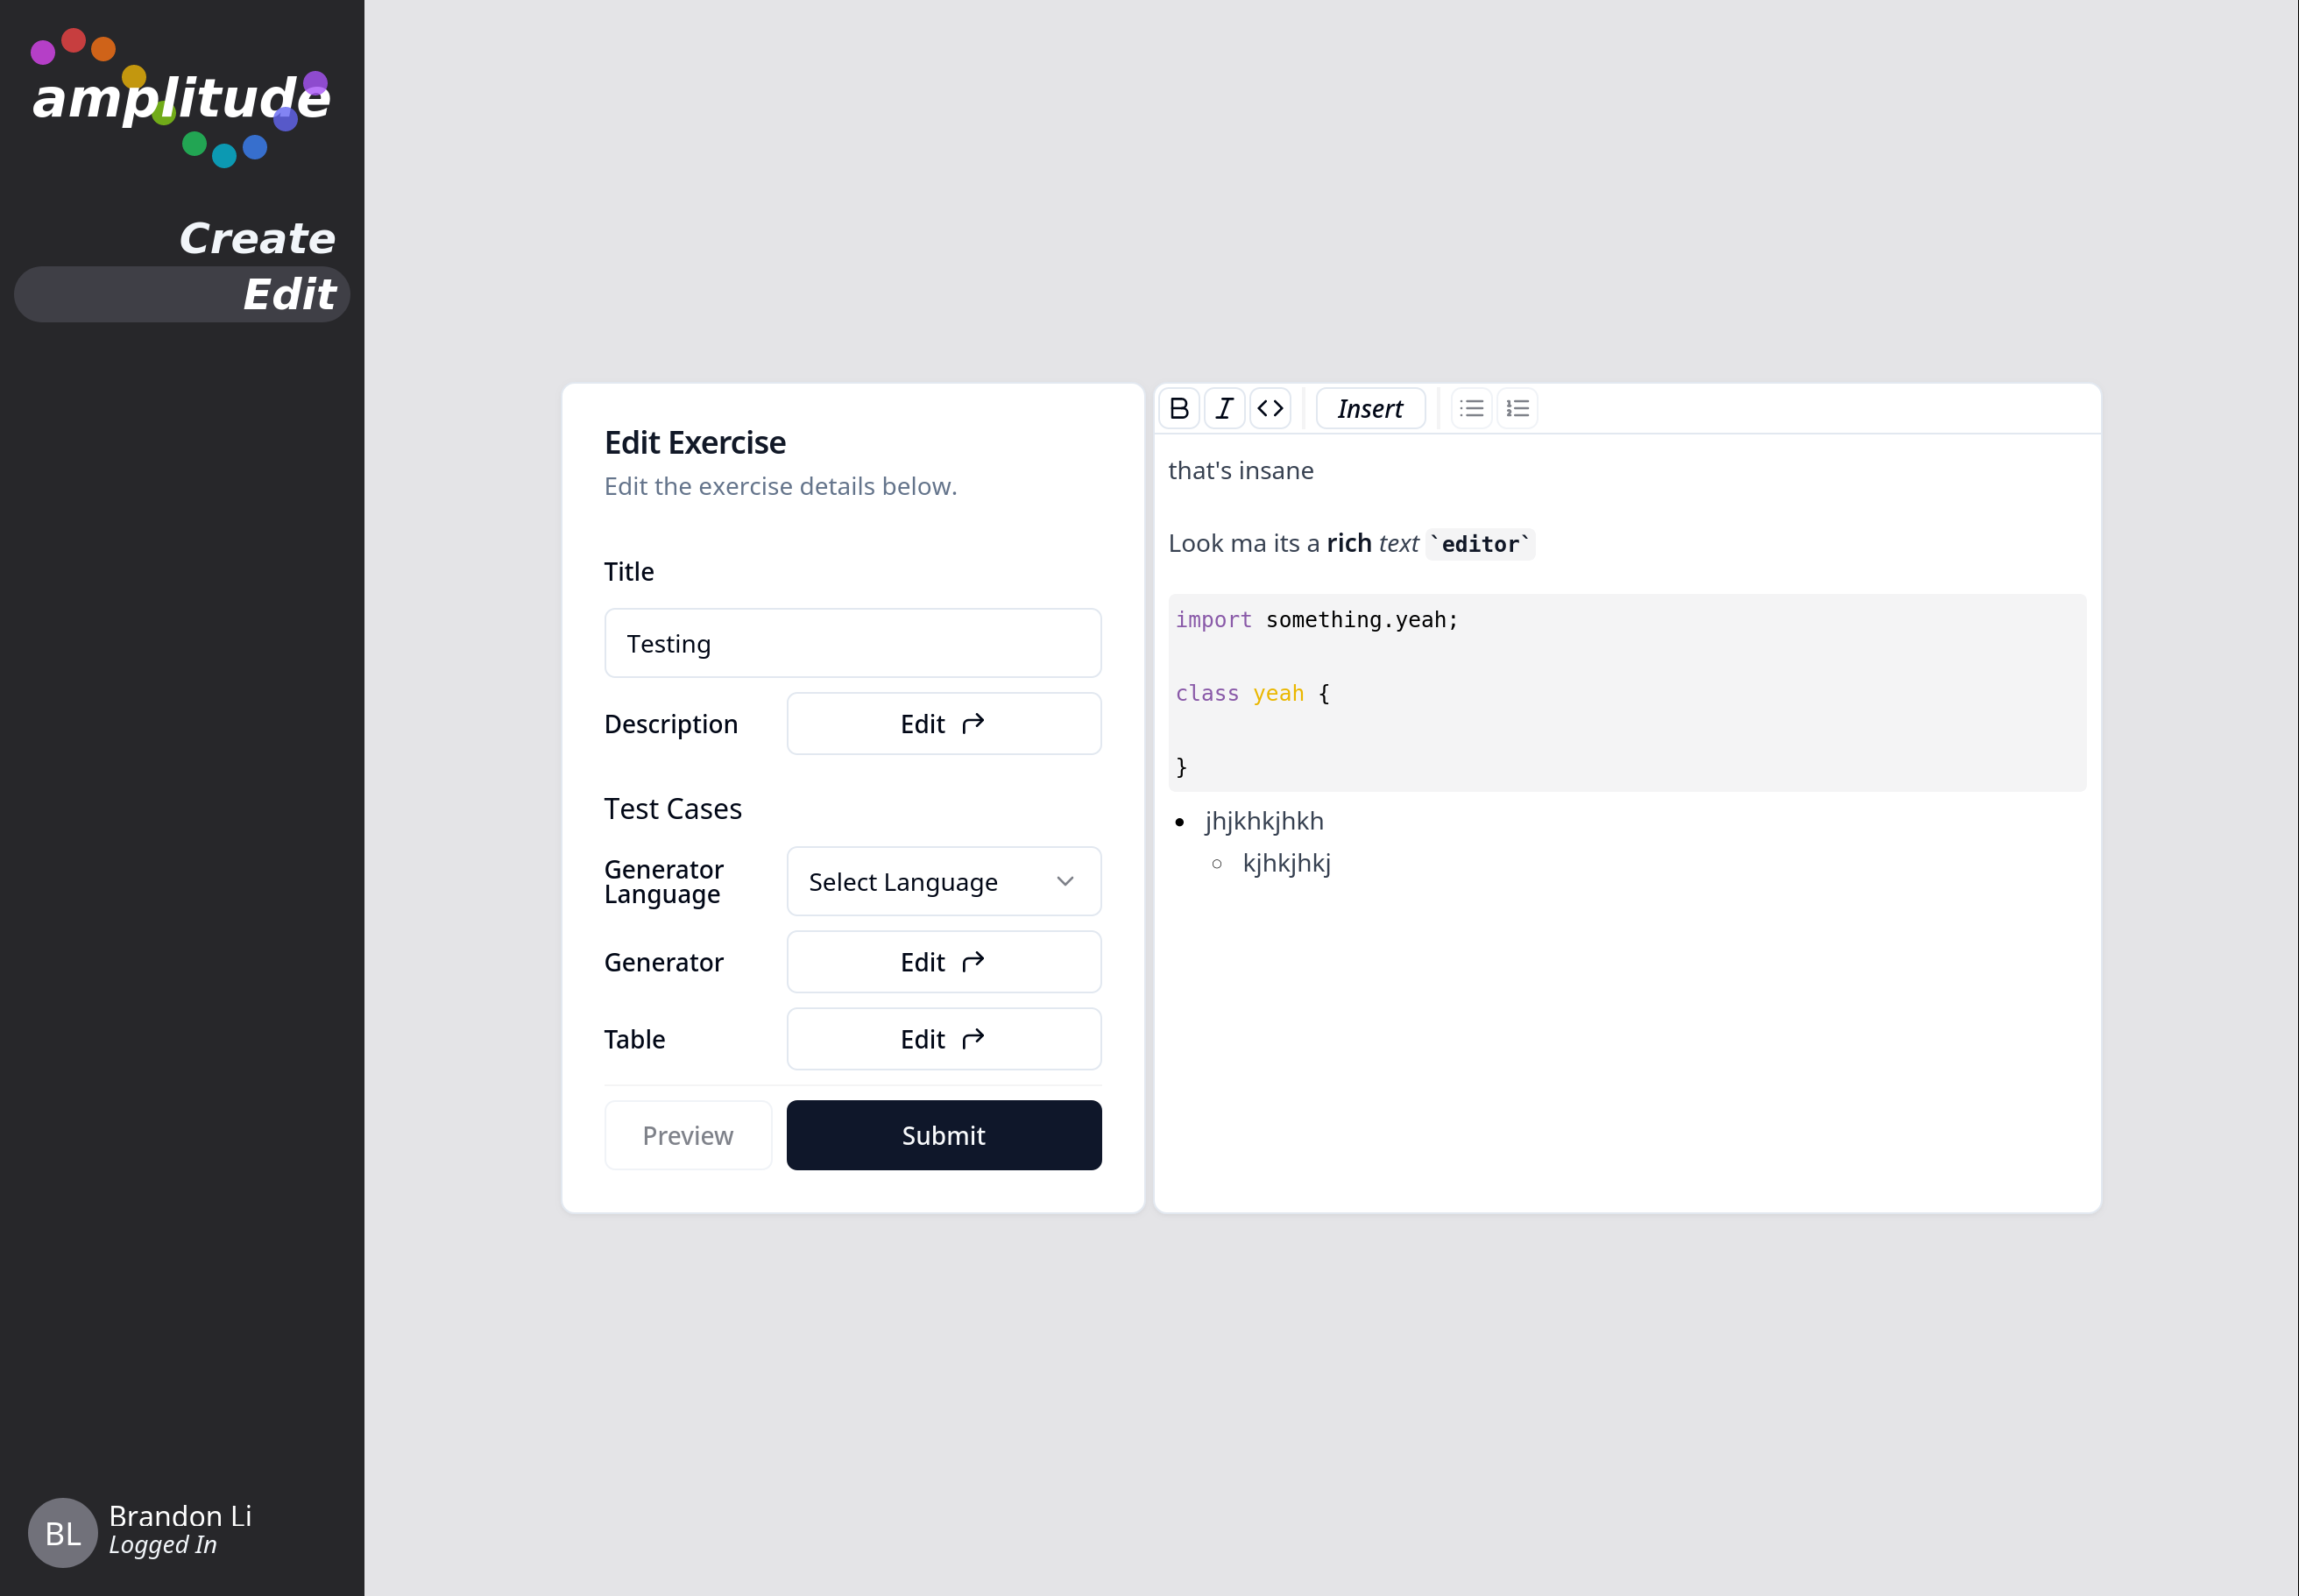 amplitude
Create
Edit
Edit Exercise
Edit the exercise details below.
Title
Testing
Description
Edit
Test Cases
Generator
Language
Select Language
Generator
Edit
Table
Edit
Preview
Submit
B I <> Insert
that's insane
Look ma its a rich text `editor`
import something.yeah;
class yeah {
}
jhjkhkjhkh
kjhkjhkj
BL
Brandon Li
Logged In